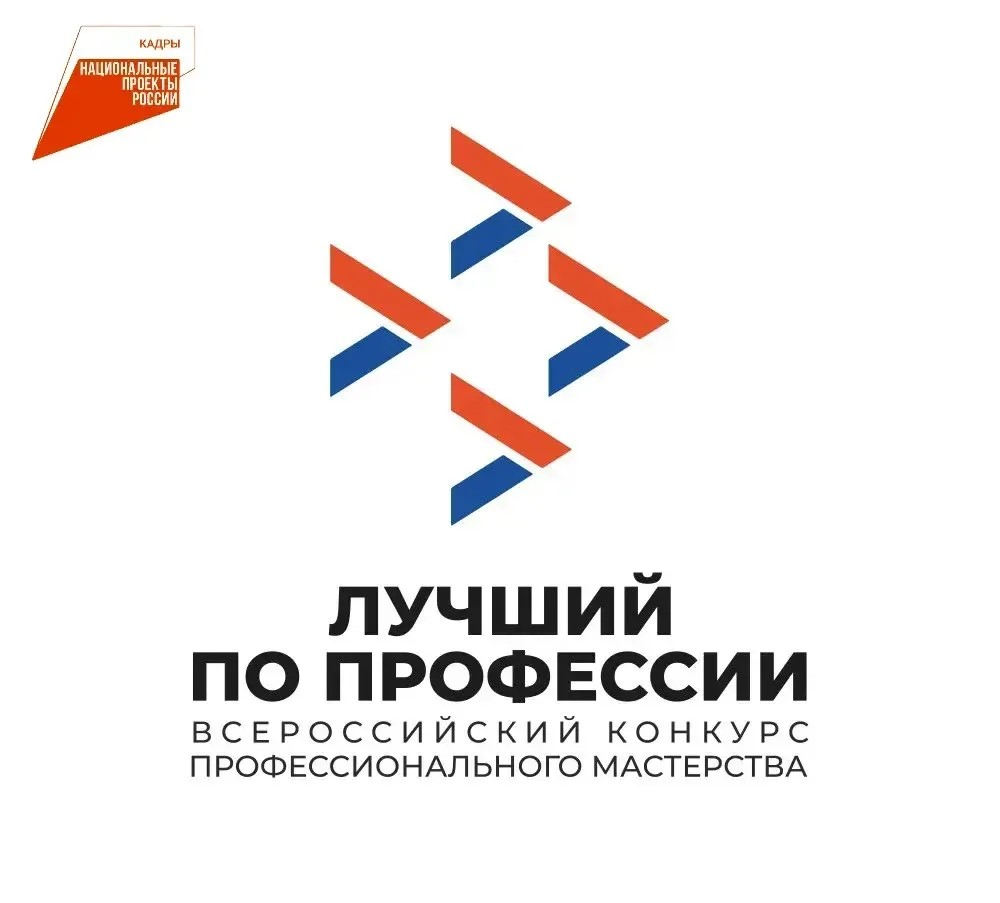 КАДРЫ
НАЦИОНАЛЬНЫЕ
ПРОЕКТЫ
РОССИИ
ЛУЧШИЙ
ПО ПРОФЕССИИ
ВСЕРОССИЙСКИЙ КОНКУРС
ПРОФЕССИОНАЛЬНОГО МАСТЕРСТВА